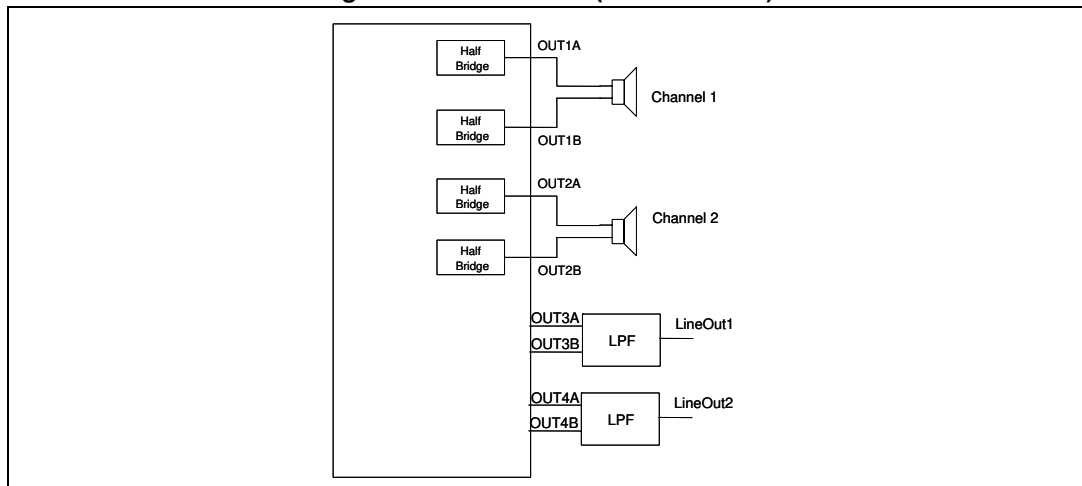 Half
Bridge
OUT1A
Channel 1
Half
Bridge
OUT1B
Half
Bridge
OUT2A
Channel 2
Half
Bridge
OUT2B
OUT3A
OUT3B
LPF
LineOut1
OUT4A
OUT4B
LPF
LineOut2